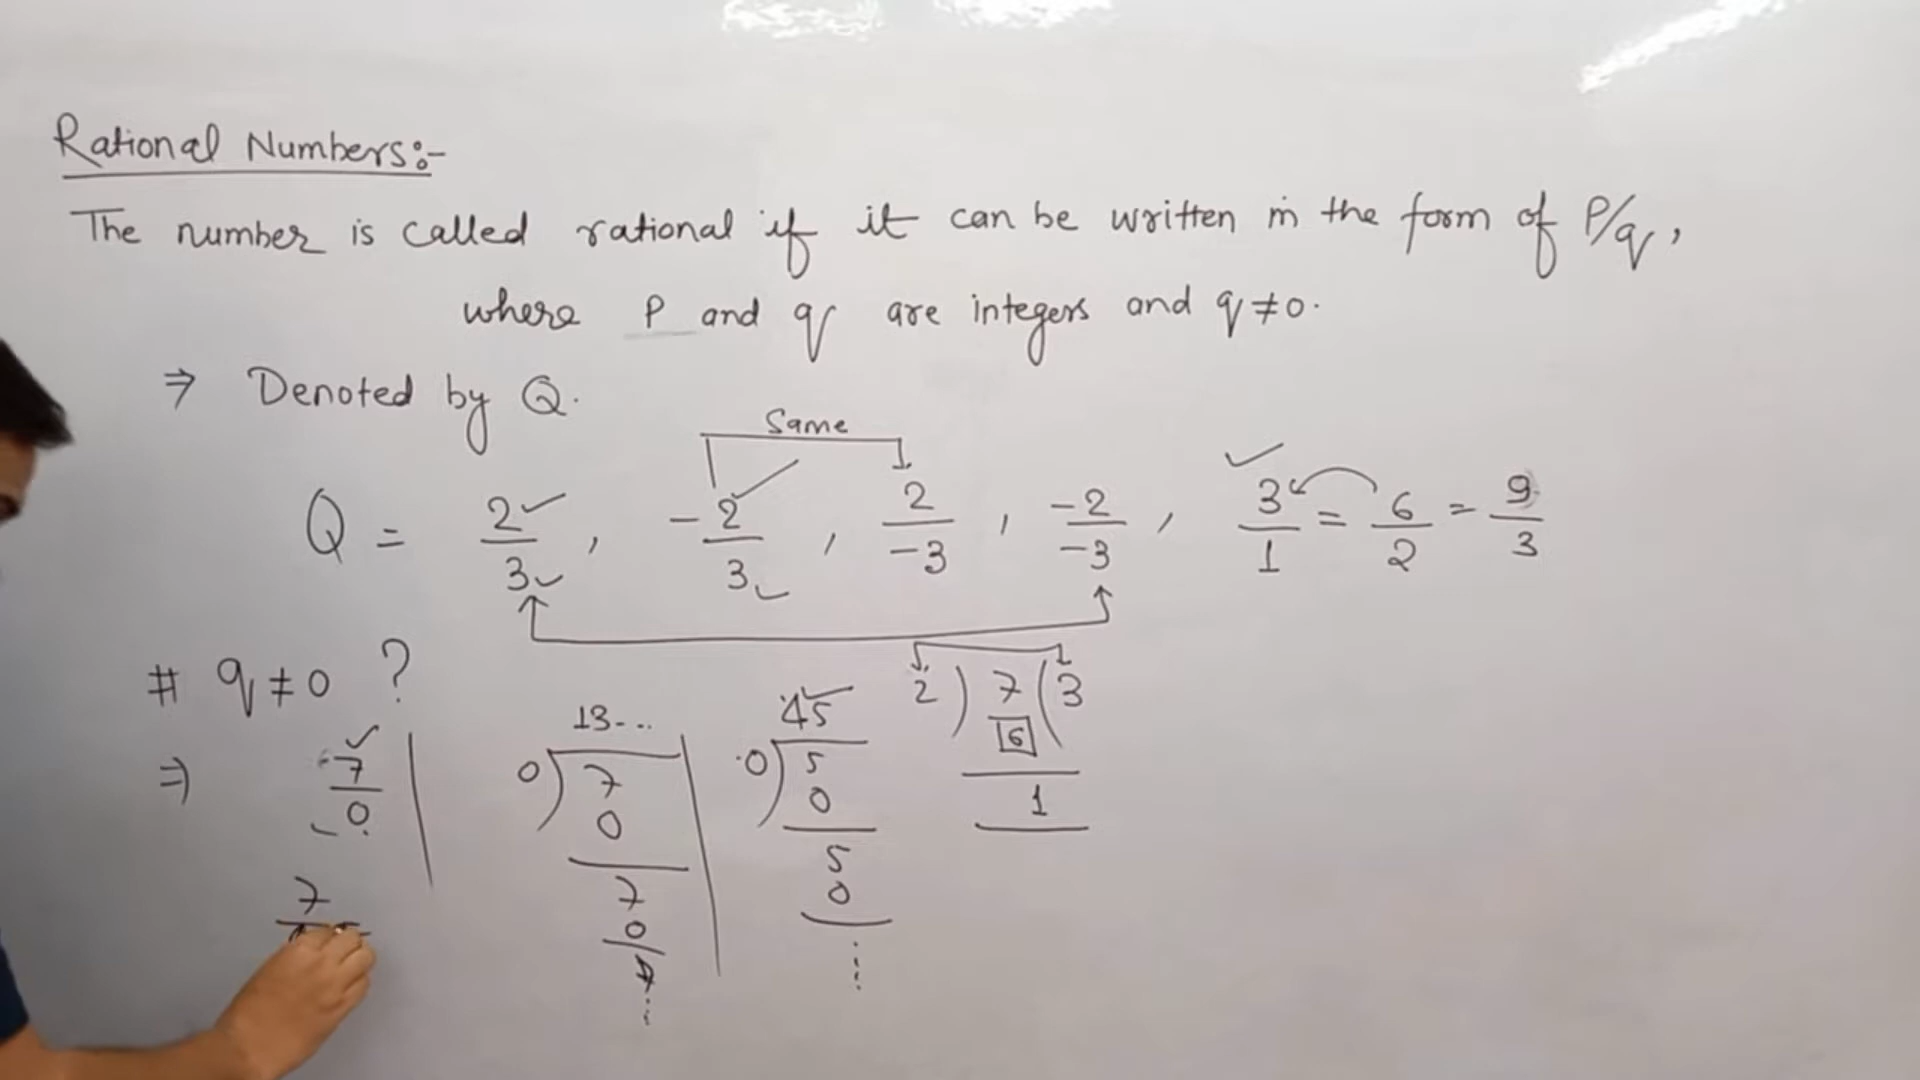 Rational Numbers:-
The number is called rational if it can be written in the form of P/q,
where P and q are integers and q ≠ 0.
⇒ Denoted by Q.
Same
Q = 2/3 , -2/3 , 2/-3 , -2/-3 , 3/1 = 6/2 = 9/3
# q ≠ 0 ?
⇒ 7/0
7
13...
0 ) 7
0
7
0
45
0 ) 5
0
5
0
2 ) 7 ( 3
6
1